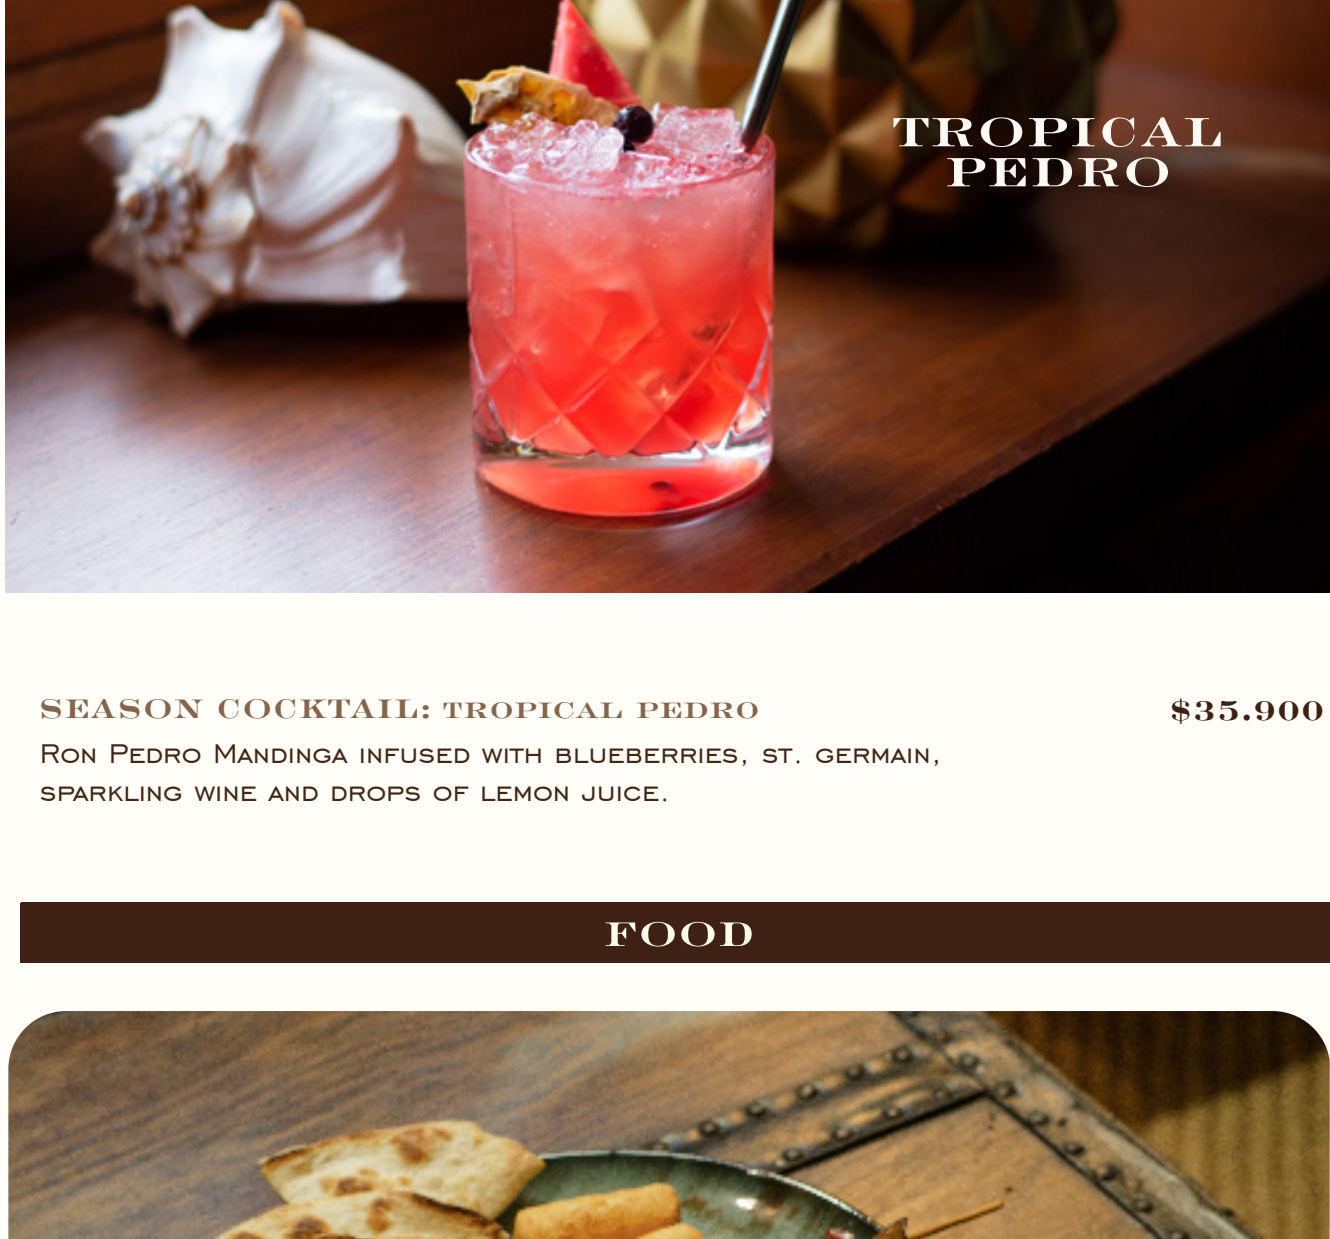 TROPICAL
PEDRO
SEASON COCKTAIL: TROPICAL PEDRO $35.900
RON PEDRO MANDINGA INFUSED WITH BLUEBERRIES, ST. GERMAIN,
SPARKLING WINE AND DROPS OF LEMON JUICE.
FOOD